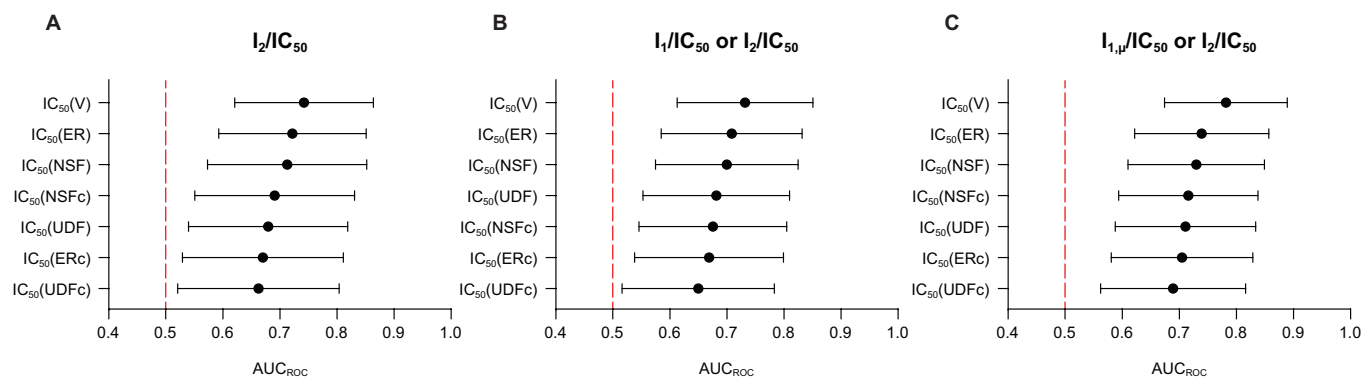 A
I₂/IC₅₀
IC₅₀(V)
IC₅₀(ER)
IC₅₀(NSF)
IC₅₀(NSFc)
IC₅₀(UDF)
IC₅₀(ERc)
IC₅₀(UDFc)
0.4 0.5 0.6 0.7 0.8 0.9 1.0
AUC_ROC
B
I₁/IC₅₀ or I₂/IC₅₀
IC₅₀(V)
IC₅₀(ER)
IC₅₀(NSF)
IC₅₀(UDF)
IC₅₀(NSFc)
IC₅₀(ERc)
IC₅₀(UDFc)
0.4 0.5 0.6 0.7 0.8 0.9 1.0
AUC_ROC
C
I₁,µ/IC₅₀ or I₂/IC₅₀
IC₅₀(V)
IC₅₀(ER)
IC₅₀(NSF)
IC₅₀(NSFc)
IC₅₀(UDF)
IC₅₀(ERc)
IC₅₀(UDFc)
0.4 0.5 0.6 0.7 0.8 0.9 1.0
AUC_ROC